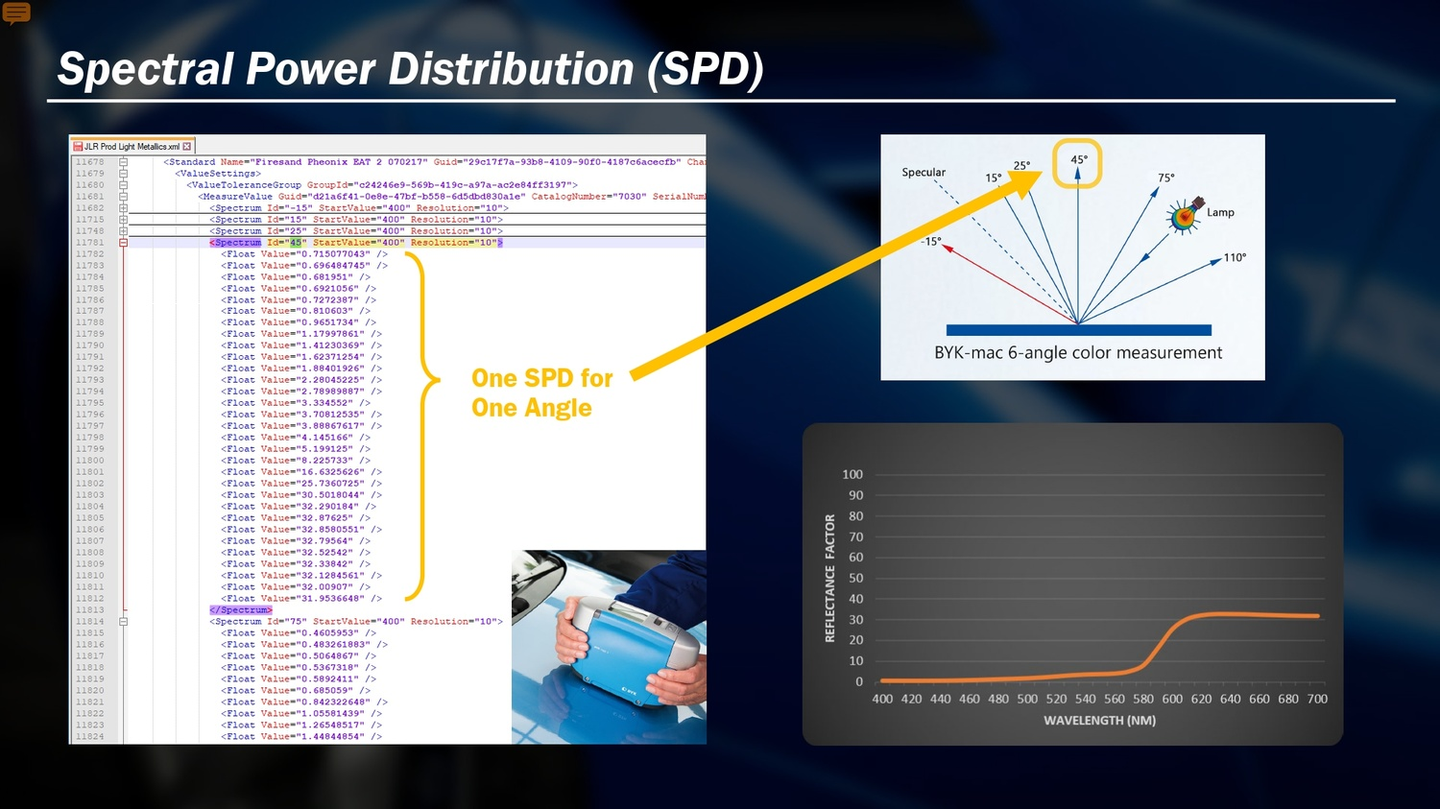 Spectral Power Distribution (SPD)
JLR Prod Light Metallics.xml
11678 <Standard Name="Firesand Pheonix EAT 2 070217" Guid="29c17f7a-93b8-4109-90f0-4187c6acecfb" Cha
11679 <ValueSettings>
11680 <ValueToleranceGroup GroupId="c24246e9-569b-419c-a97a-ac2e84ff3197">
11681 <MeasureValue Guid="d21a6f41-0e8e-47bf-b558-6d5dbd830a1e" CatalogNumber="7030" SerialNum
11682 <Spectrum Id="-15" StartValue="400" Resolution="10">
11715 <Spectrum Id="15" StartValue="400" Resolution="10">
11748 <Spectrum Id="25" StartValue="400" Resolution="10">
11781 <Spectrum Id="45" StartValue="400" Resolution="10">
11782 <Float Value="0.715077043" />
11783 <Float Value="0.696484745" />
11784 <Float Value="0.681951" />
11785 <Float Value="0.6921056" />
11786 <Float Value="0.7272387" />
11787 <Float Value="0.810603" />
11788 <Float Value="0.9651734" />
11789 <Float Value="1.17997861" />
11790 <Float Value="1.41230369" />
11791 <Float Value="1.62371254" />
11792 <Float Value="1.88401926" />
11793 <Float Value="2.28045225" />
11794 <Float Value="2.78989887" />
11795 <Float Value="3.334552" />
11796 <Float Value="3.70812535" />
11797 <Float Value="3.88867617" />
11798 <Float Value="4.145166" />
11799 <Float Value="5.199125" />
11800 <Float Value="8.225733" />
11801 <Float Value="16.6325626" />
11802 <Float Value="25.7360725" />
11803 <Float Value="30.5018044" />
11804 <Float Value="32.290184" />
11805 <Float Value="32.87625" />
11806 <Float Value="32.8580551" />
11807 <Float Value="32.79564" />
11808 <Float Value="32.52542" />
11809 <Float Value="32.33842" />
11810 <Float Value="32.1284561" />
11811 <Float Value="32.00907" />
11812 <Float Value="31.9536648" />
11813 </Spectrum>
11814 <Spectrum Id="75" StartValue="400" Resolution="10">
11815 <Float Value="0.4605953" />
11816 <Float Value="0.483261883" />
11817 <Float Value="0.5064867" />
11818 <Float Value="0.5367318" />
11819 <Float Value="0.5892411" />
11820 <Float Value="0.685059" />
11821 <Float Value="0.842322648" />
11822 <Float Value="1.05581439" />
11823 <Float Value="1.26548517" />
11824 <Float Value="1.44844854" />
One SPD for
One Angle
Specular
-15°
15°
25°
45°
75°
Lamp
110°
BYK-mac 6-angle color measurement
REFLECTANCE FACTOR
100
90
80
70
60
50
40
30
20
10
0
400 420 440 460 480 500 520 540 560 580 600 620 640 660 680 700
WAVELENGTH (NM)